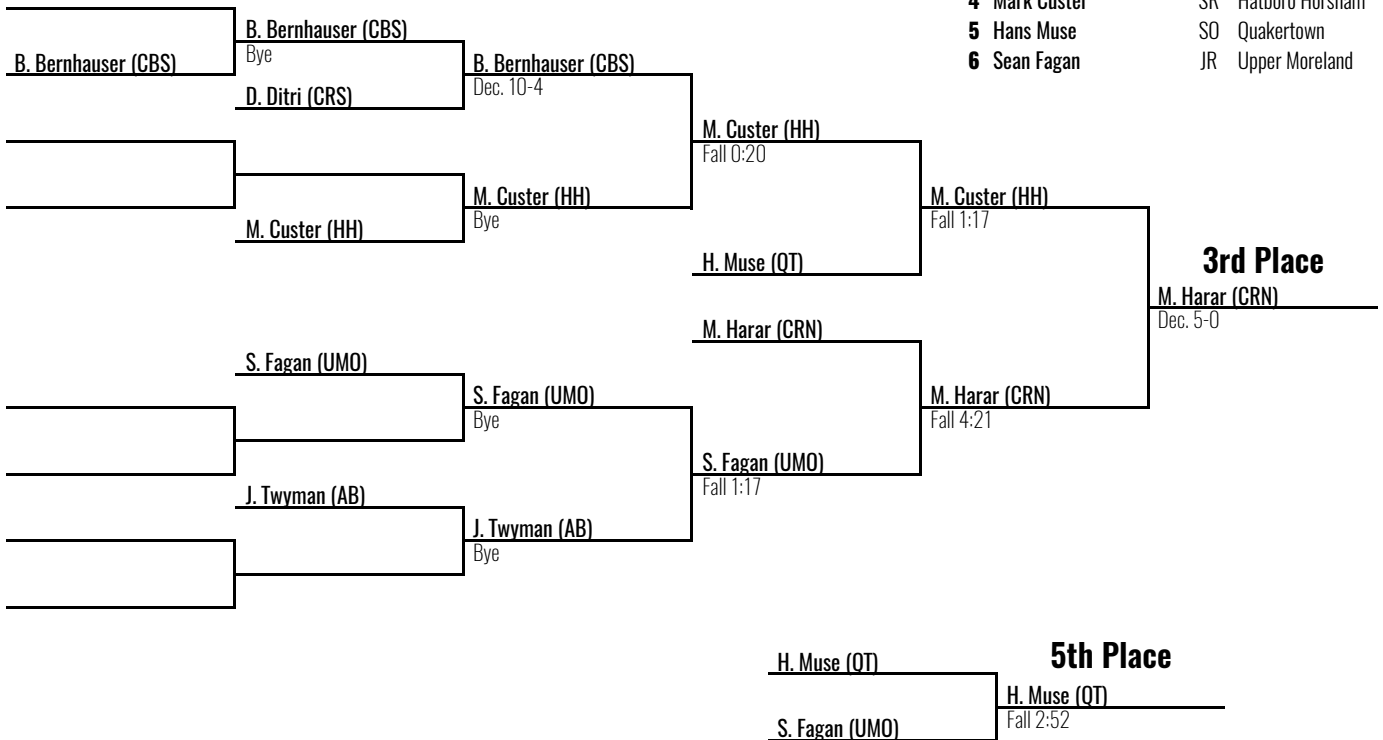 4 Mark Custer SR Hatboro Horsham
5 Hans Muse SO Quakertown
6 Sean Fagan JR Upper Moreland
B. Bernhauser (CBS)
B. Bernhauser (CBS)
Bye
D. Ditri (CRS)
B. Bernhauser (CBS)
Dec. 10-4
M. Custer (HH)
Fall 0:20
M. Custer (HH)
M. Custer (HH)
Bye
H. Muse (QT)
M. Custer (HH)
Fall 1:17
3rd Place
M. Harar (CRN)
Dec. 5-0
M. Harar (CRN)
S. Fagan (UMO)
S. Fagan (UMO)
Bye
M. Harar (CRN)
Fall 4:21
S. Fagan (UMO)
Fall 1:17
J. Twyman (AB)
J. Twyman (AB)
Bye
5th Place
H. Muse (QT)
H. Muse (QT)
Fall 2:52
S. Fagan (UMO)